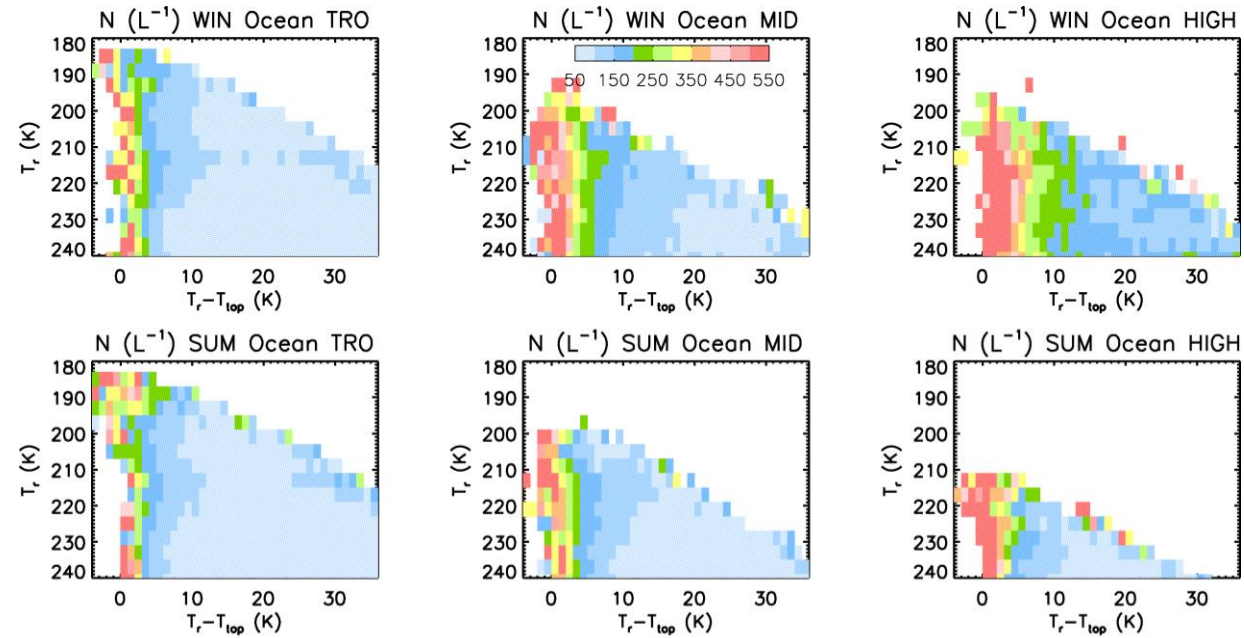 N (L⁻¹) WIN Ocean TRO
180
190
200
210
220
230
240
Tᵣ (K)
0 10 20 30
Tᵣ−Tₜₒₚ (K)
N (L⁻¹) WIN Ocean MID
50 150 250 350 450 550
180
190
200
210
220
230
240
Tᵣ (K)
0 10 20 30
Tᵣ−Tₜₒₚ (K)
N (L⁻¹) WIN Ocean HIGH
180
190
200
210
220
230
240
Tᵣ (K)
0 10 20 30
Tᵣ−Tₜₒₚ (K)
N (L⁻¹) SUM Ocean TRO
180
190
200
210
220
230
240
Tᵣ (K)
0 10 20 30
Tᵣ−Tₜₒₚ (K)
N (L⁻¹) SUM Ocean MID
180
190
200
210
220
230
240
Tᵣ (K)
0 10 20 30
Tᵣ−Tₜₒₚ (K)
N (L⁻¹) SUM Ocean HIGH
180
190
200
210
220
230
240
Tᵣ (K)
0 10 20 30
Tᵣ−Tₜₒₚ (K)